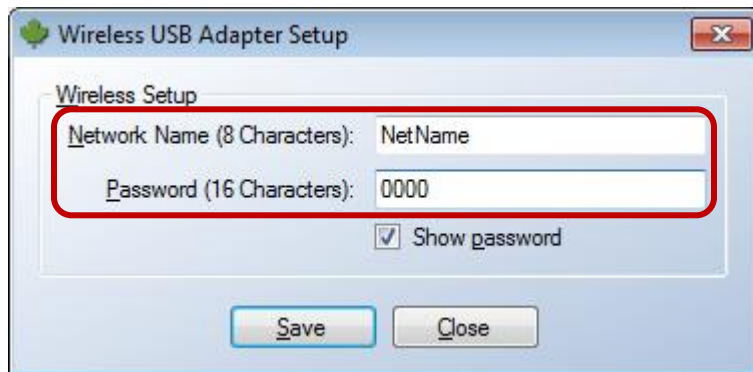 Wireless USB Adapter Setup
Wireless Setup
Network Name (8 Characters): NetName
Password (16 Characters): 0000
Show password
Save Close